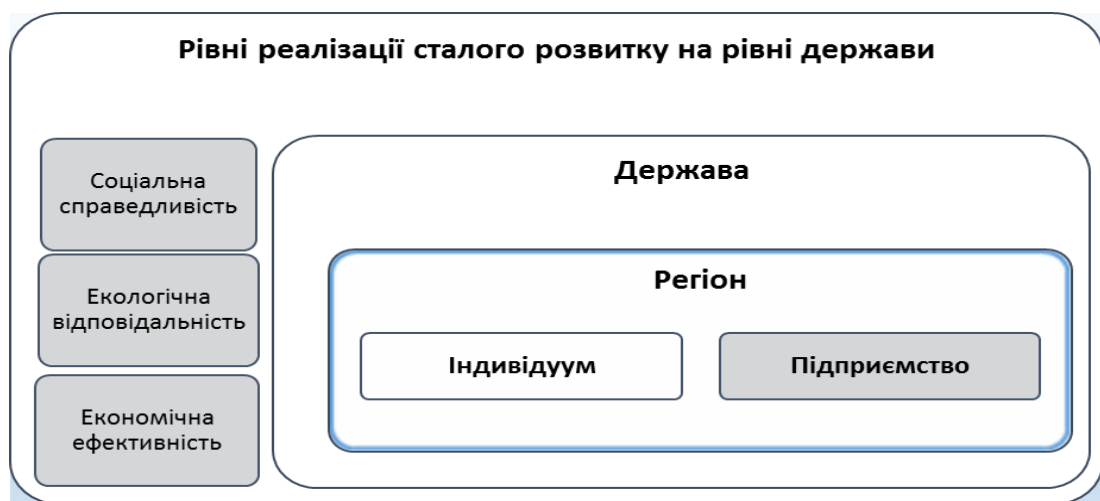 Рівні реалізації сталого розвитку на рівні держави
Соціальна
справедливість
Екологічна
відповідальність
Економічна
ефективність
Держава
Регіон
Індивідуум
Підприємство